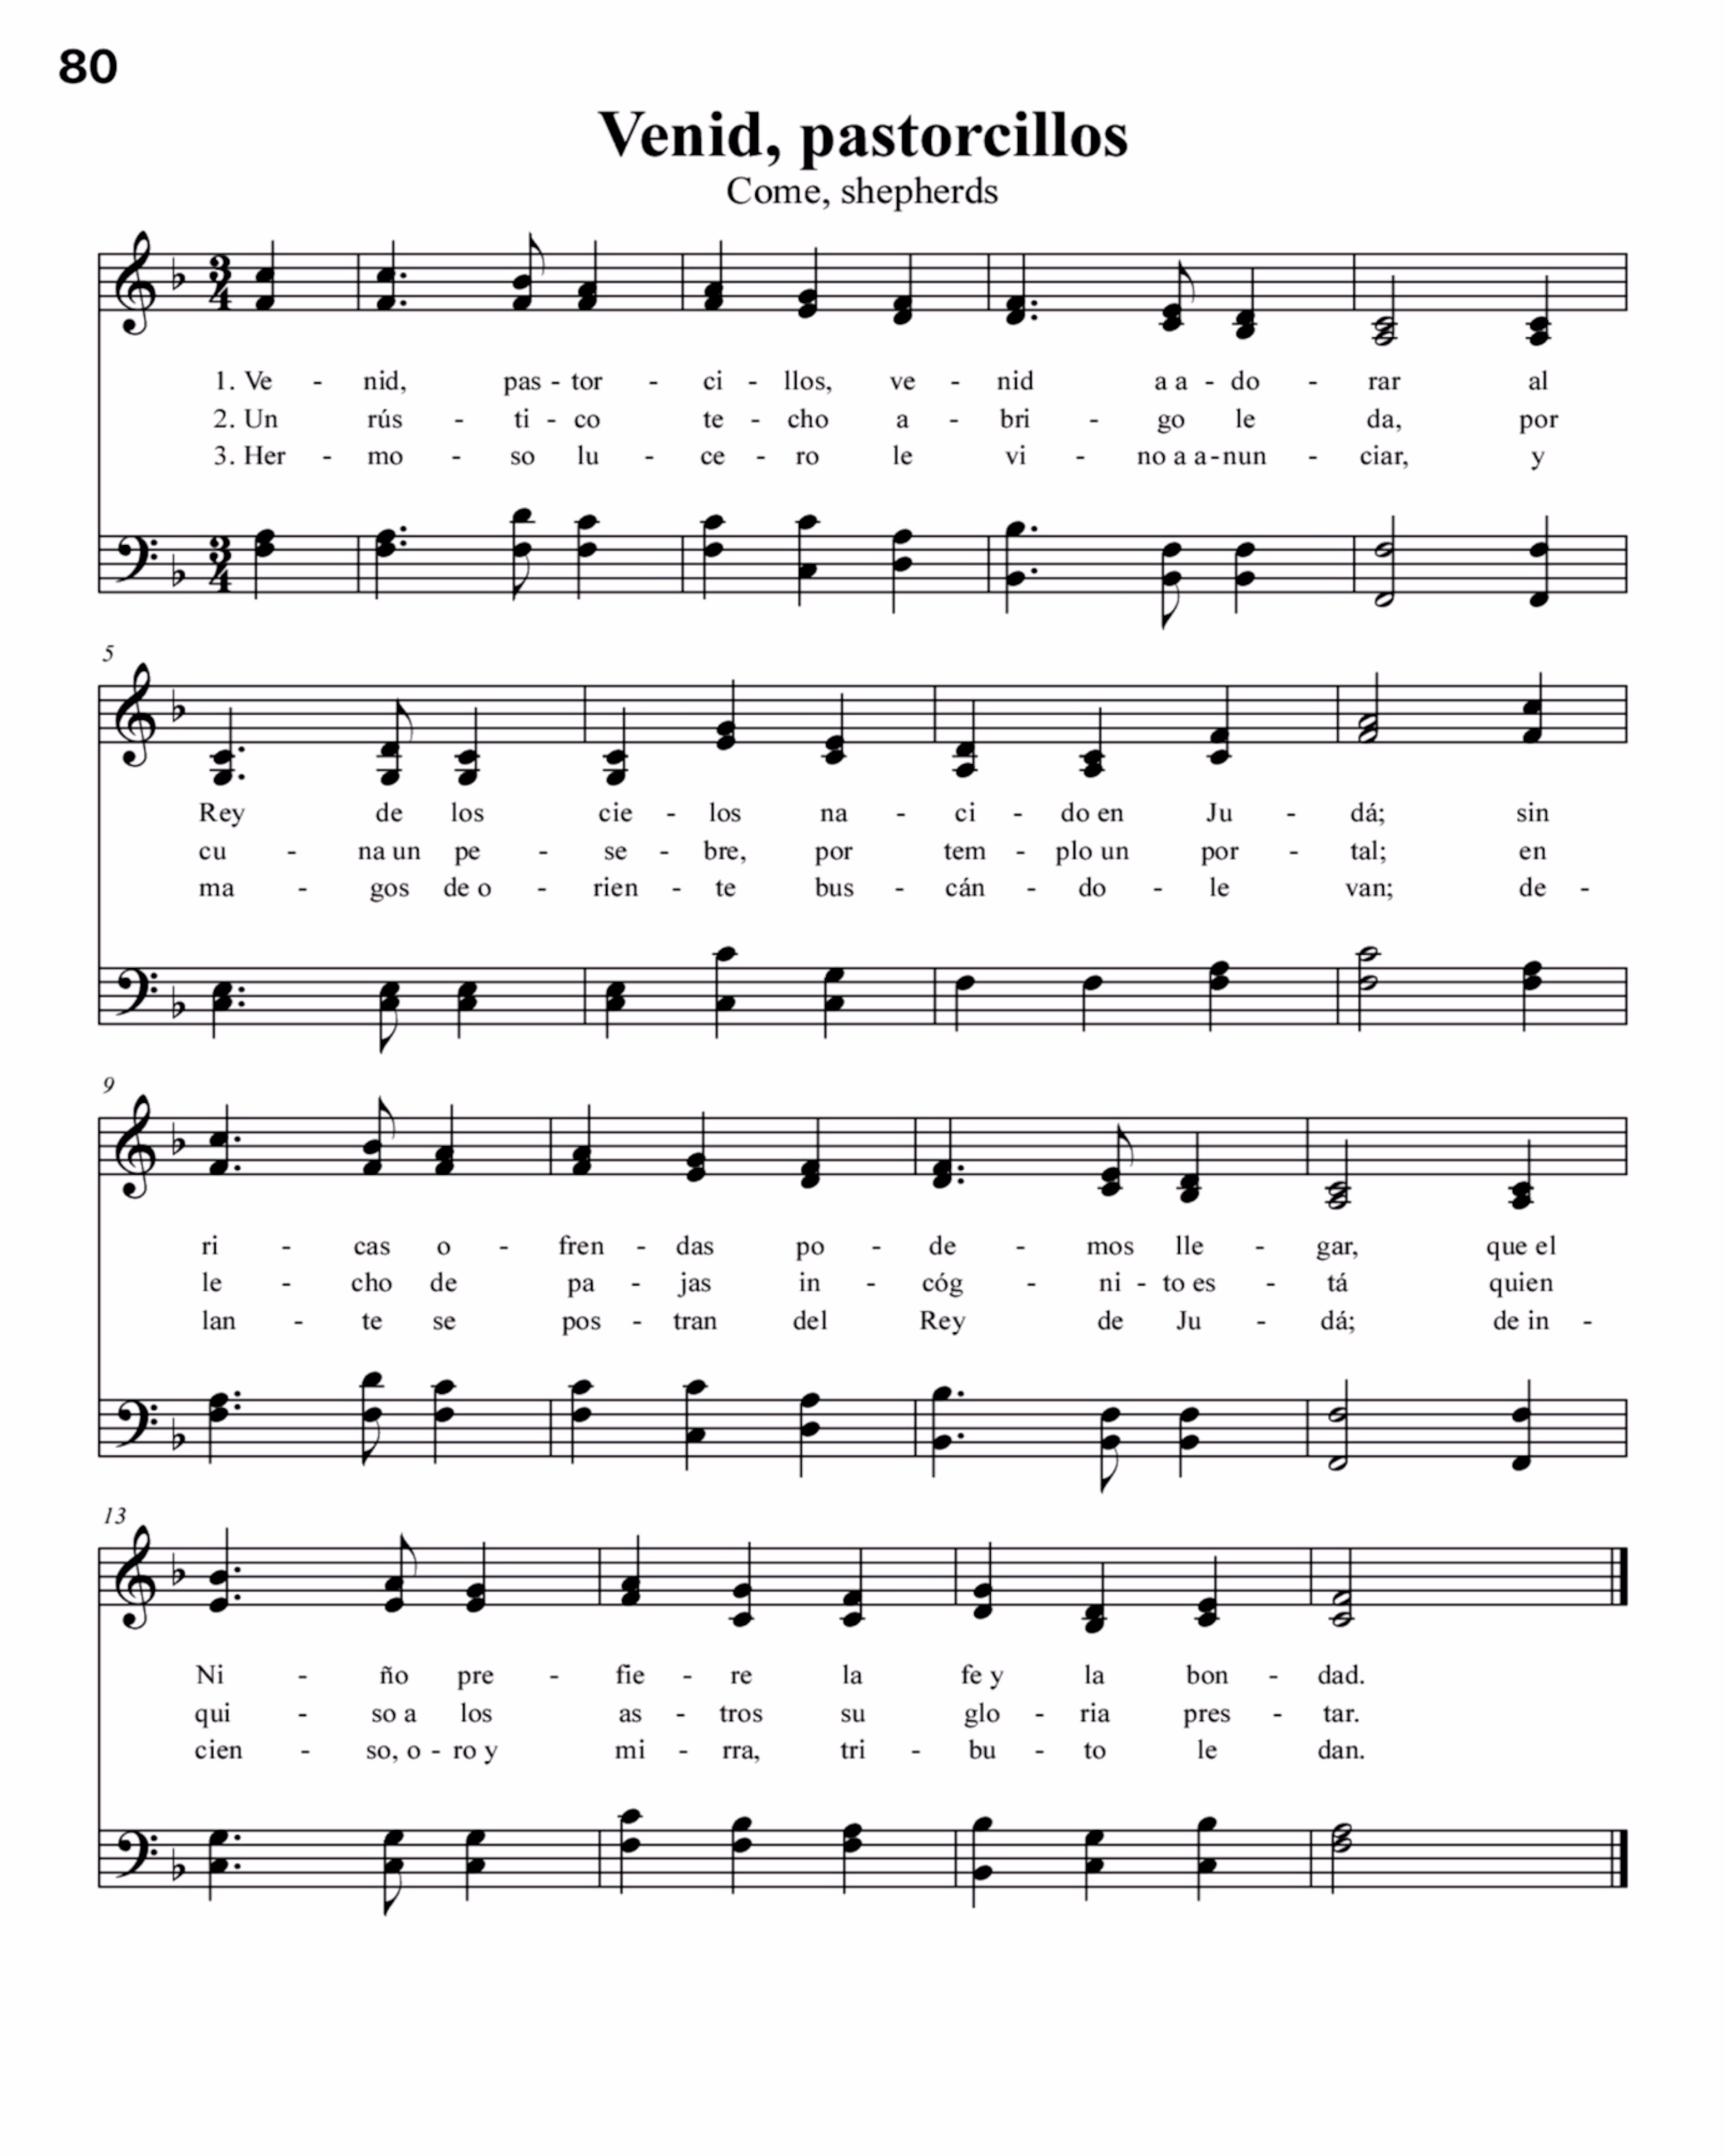 80
Venid, pastorcillos
Come, shepherds
3/4
1. Ve - nid, pas - tor - ci - llos, ve - nid a a - do - rar al
2. Un rús - ti - co te - cho a - bri - go le da, por
3. Her - mo - so lu - ce - ro le vi - no a a - nun - ciar, y
3/4
5
Rey de los cie - los na - ci - do en Ju - dá; sin
cu - na un pe - se - bre, por tem - plo un por - tal; en
ma - gos de o - rien - te bus - cán - do - le van; de -
9
ri - cas o - fren - das po - de - mos lle - gar, que el
le - cho de pa - jas in - cóg - ni - to es - tá quien
lan - te se pos - tran del Rey de Ju - dá; de in -
13
Ni - ño pre - fie - re la fe y la bon - dad.
qui - so a los as - tros su glo - ria pres - tar.
cien - so, o - ro y mi - rra, tri - bu - to le dan.